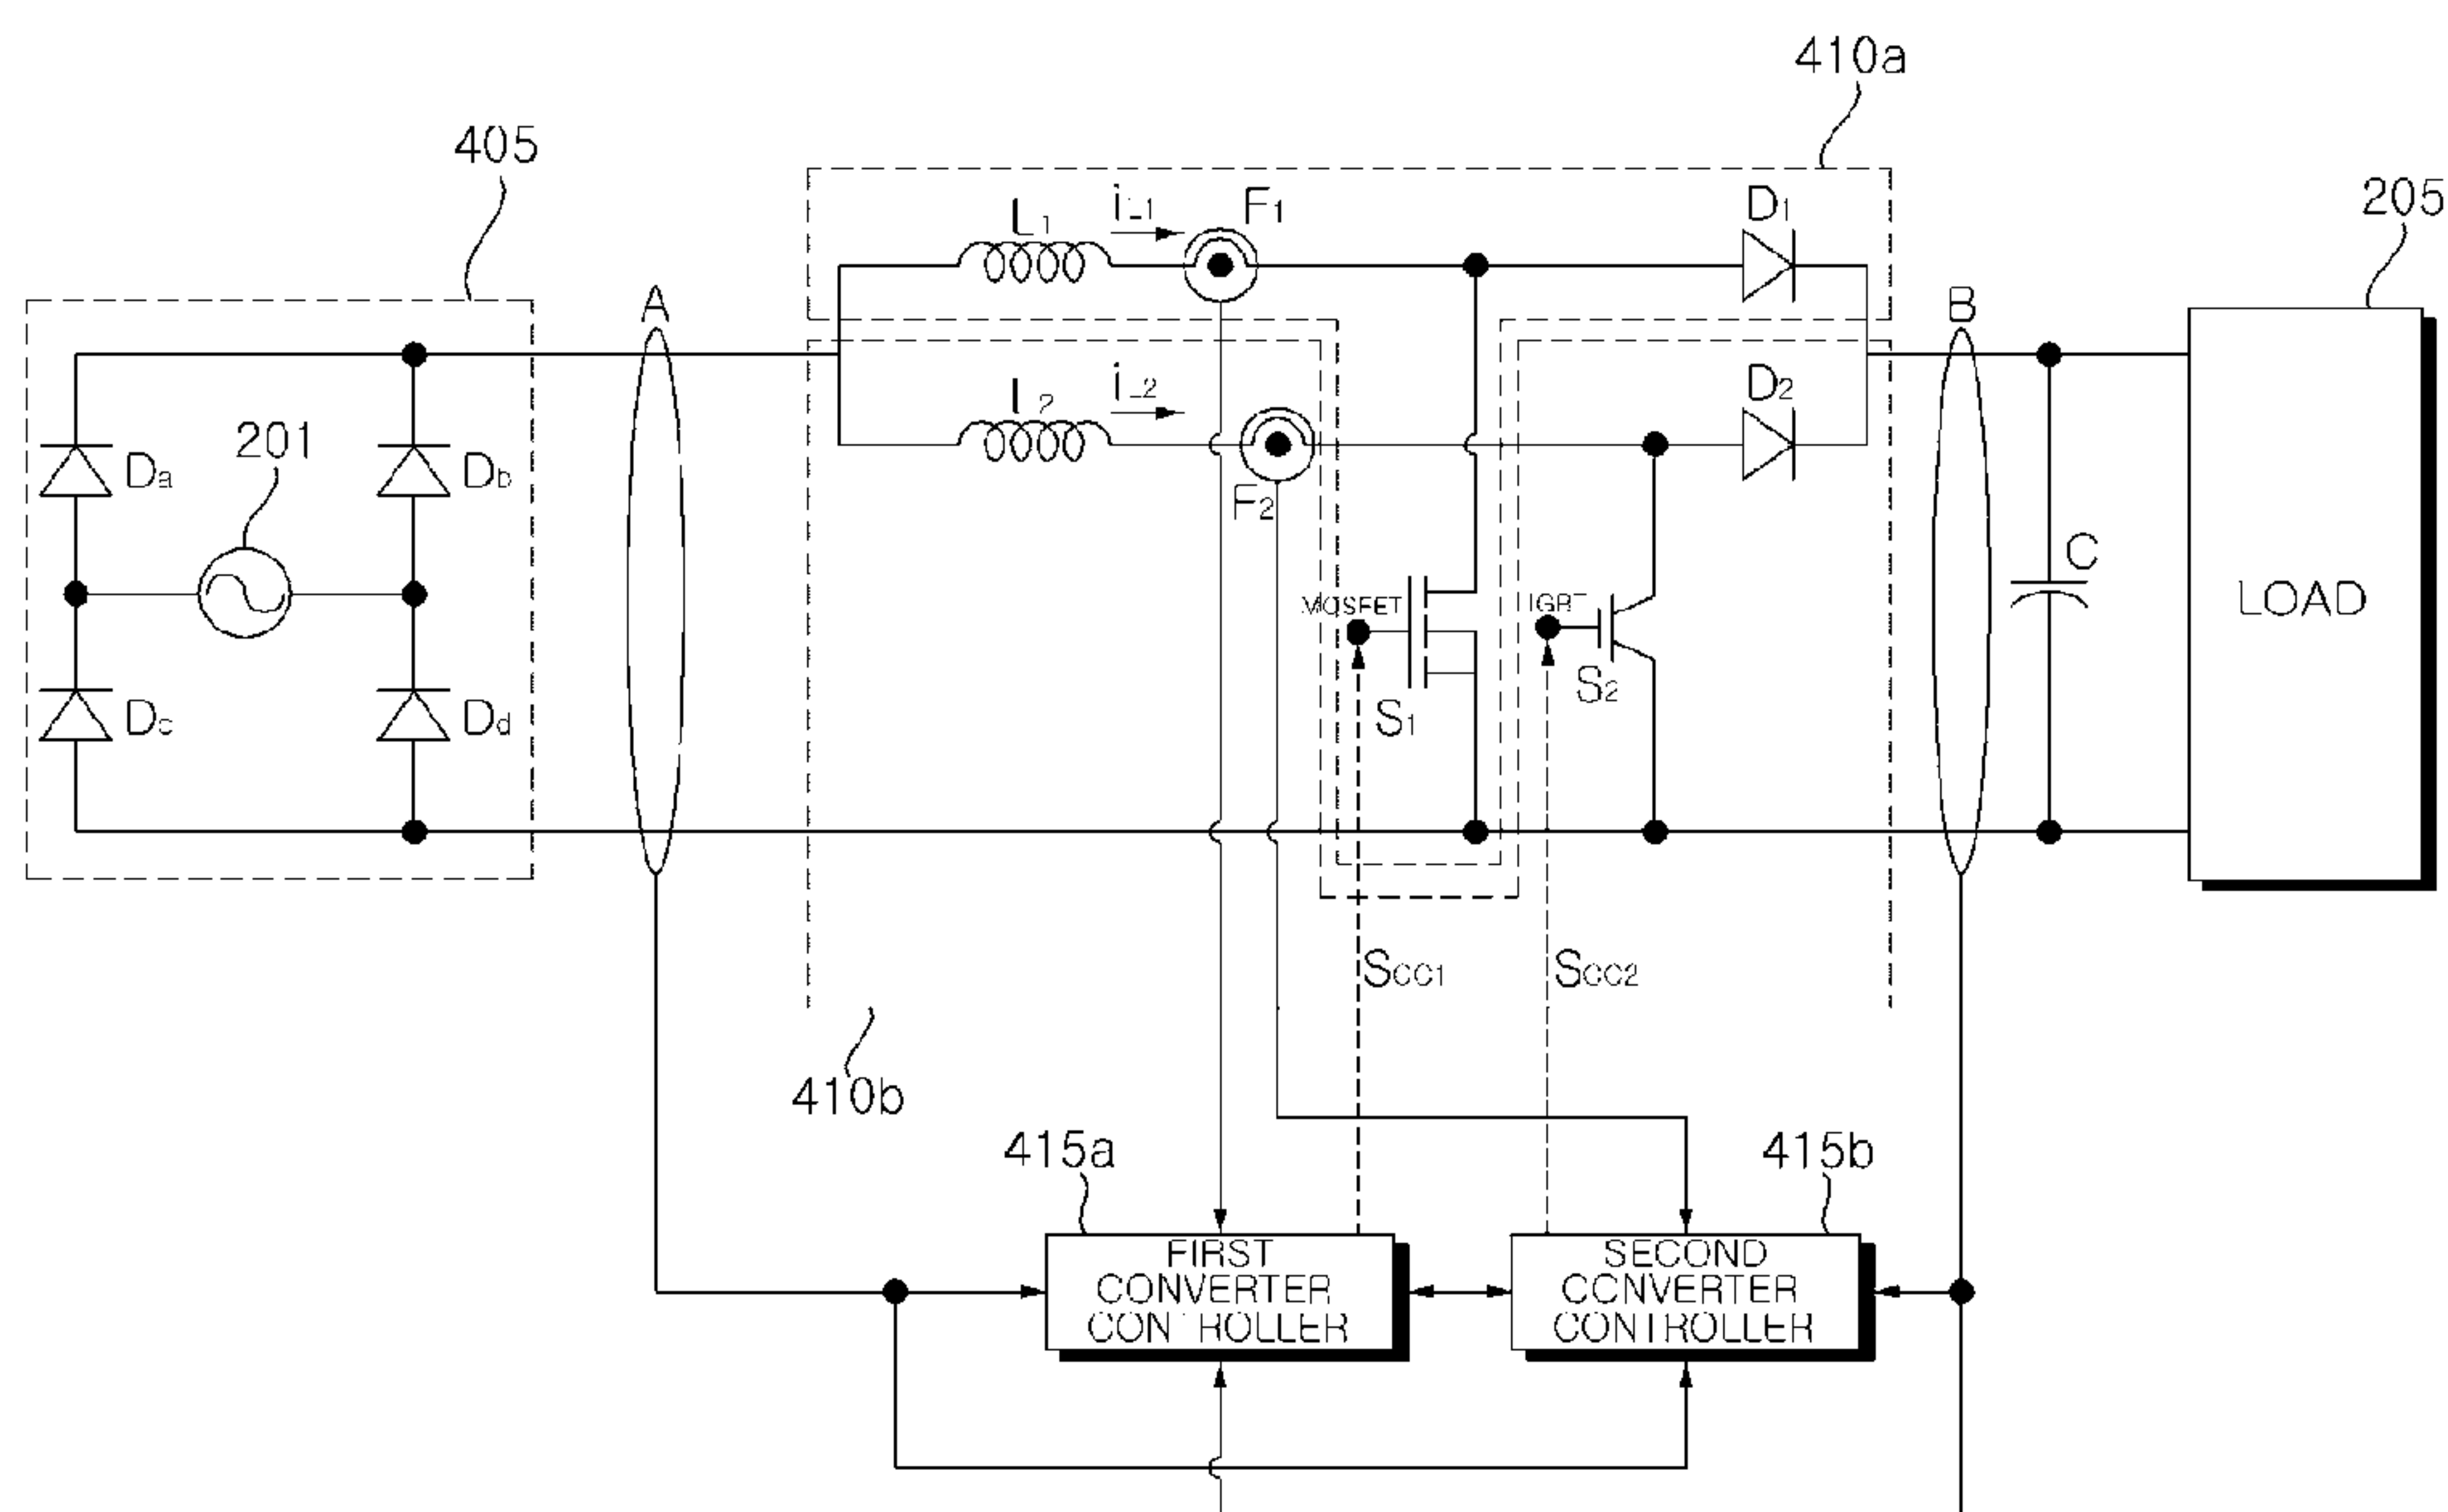 410a
405
205
L1
iL1
F1
D1
A
B
L2
iL2
F2
D2
201
Da
Db
C
MOSFET
IGBT
LOAD
S1
S2
Dc
Dd
SCC1
SCC2
410b
415a
415b
FIRST
CONVERTER
CONTROLLER
SECOND
CONVERTER
CONTROLLER